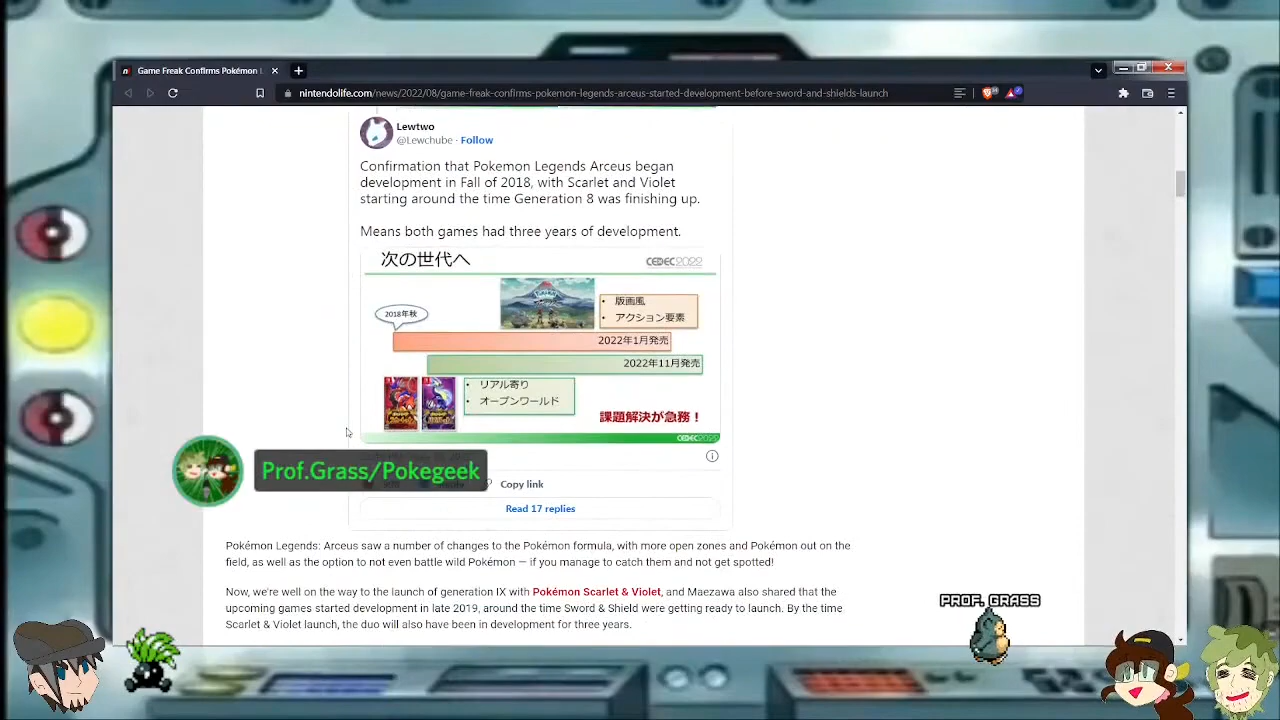 Game Freak Confirms Pokémon L
nintendolife.com/news/2022/08/game-freak-confirms-pokemon-legends-arceus-started-development-before-sword-and-shields-launch
Lewtwo
@Lewchube · Follow
Confirmation that Pokemon Legends Arceus began
development in Fall of 2018, with Scarlet and Violet
starting around the time Generation 8 was finishing up.
Means both games had three years of development.
次の世代へ
CEDEC2022
• 版画風
• アクション要素
2018年秋
2022年1月発売
2022年11月発売
• リアル寄り
• オープンワールド
課題解決が急務！
CEDEC2022
Prof.Grass/Pokegeek
Copy link
Read 17 replies
Pokémon Legends: Arceus saw a number of changes to the Pokémon formula, with more open zones and Pokémon out on the
field, as well as the option to not even battle wild Pokémon — if you manage to catch them and not get spotted!
Now, we're well on the way to the launch of generation IX with Pokémon Scarlet & Violet, and Maezawa also shared that the
upcoming games started development in late 2019, around the time Sword & Shield were getting ready to launch. By the time
Scarlet & Violet launch, the duo will also have been in development for three years.
PROF. GRASS